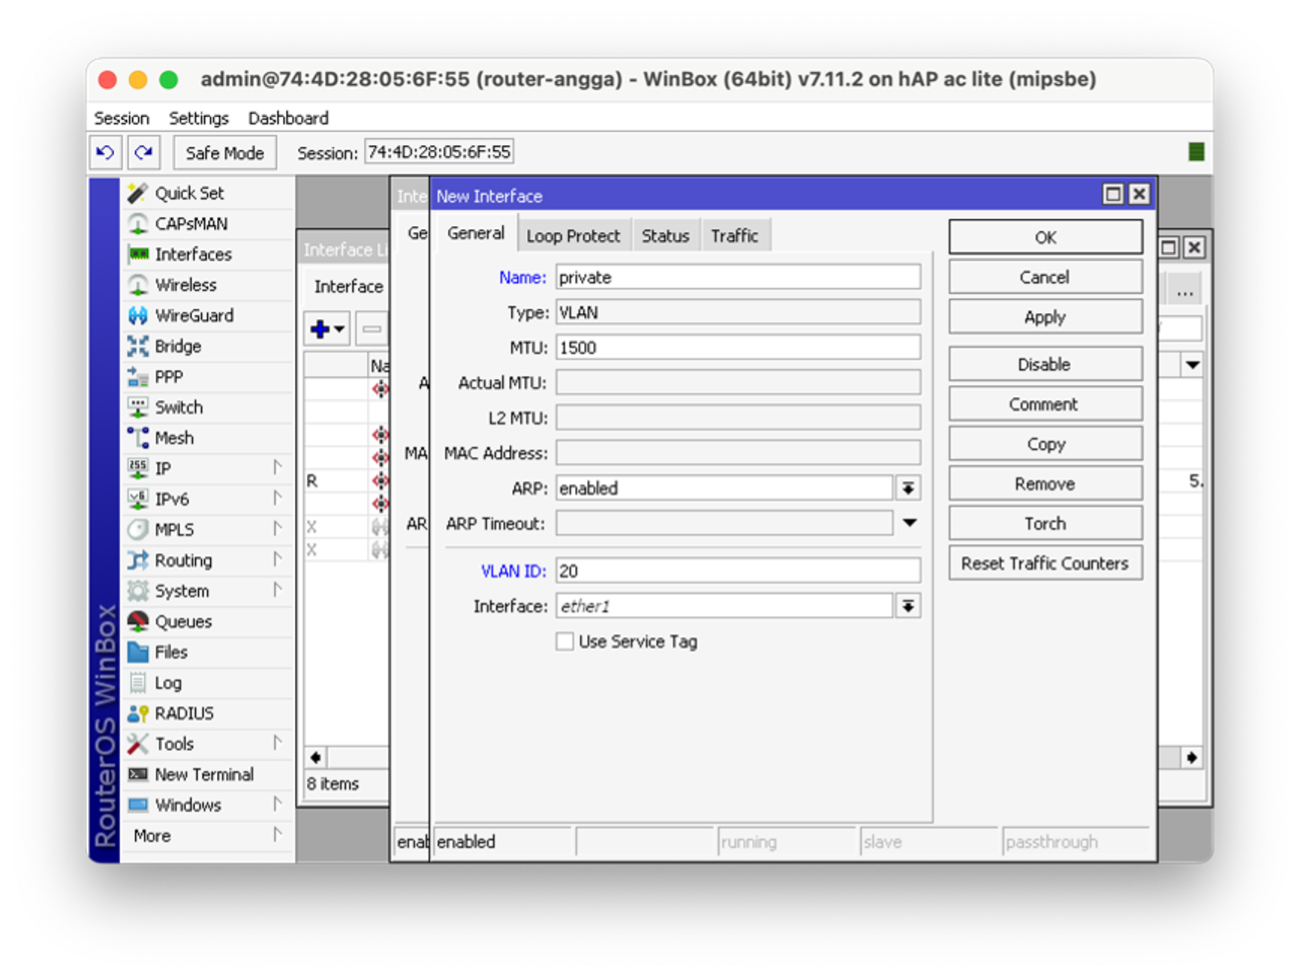 admin@74:4D:28:05:6F:55 (router-angga) - WinBox (64bit) v7.11.2 on hAP ac lite (mipsbe)
Session Settings Dashboard
Safe Mode Session: 74:4D:28:05:6F:55
RouterOS WinBox
Quick Set
CAPsMAN
Interfaces
Wireless
WireGuard
Bridge
PPP
Switch
Mesh
IP
IPv6
MPLS
Routing
System
Queues
Files
Log
RADIUS
Tools
New Terminal
Windows
More
Interface Li
Interface
...
Na
R
5.
X
X
8 items
Inte
Ge
A
MA
AR
enab
New Interface
General Loop Protect Status Traffic
Name: private
Type: VLAN
MTU: 1500
Actual MTU:
L2 MTU:
MAC Address:
ARP: enabled
ARP Timeout:
VLAN ID: 20
Interface: ether1
Use Service Tag
OK
Cancel
Apply
Disable
Comment
Copy
Remove
Torch
Reset Traffic Counters
enabled running slave passthrough